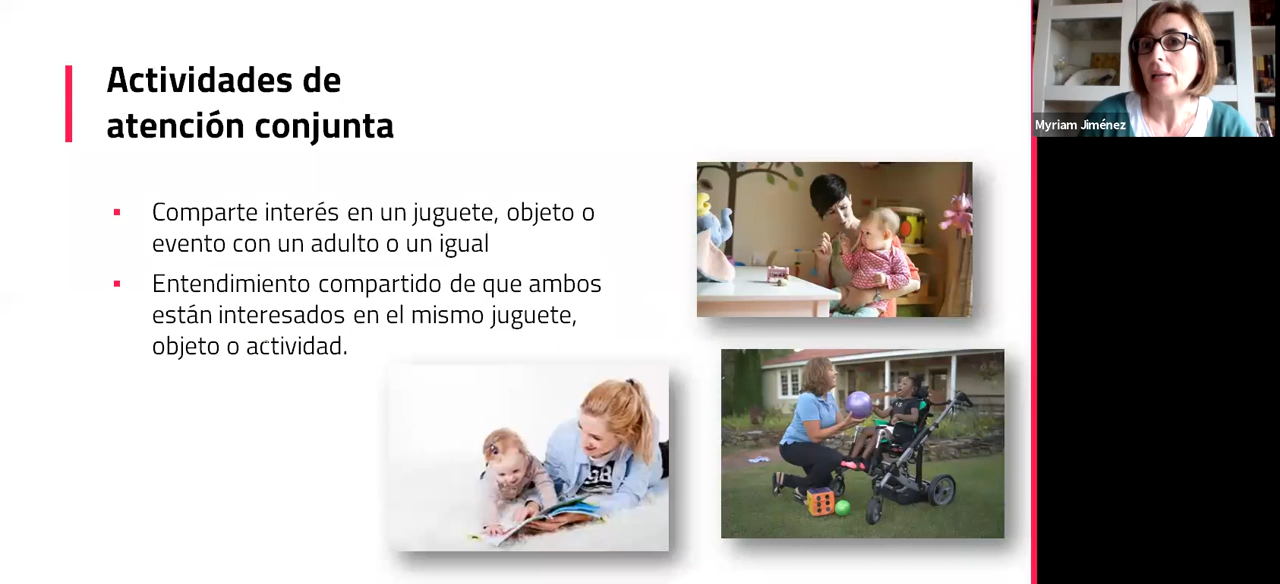 Actividades de
atención conjunta
Comparte interés en un juguete, objeto o
evento con un adulto o un igual
Entendimiento compartido de que ambos
están interesados en el mismo juguete,
objeto o actividad.
Myriam Jiménez